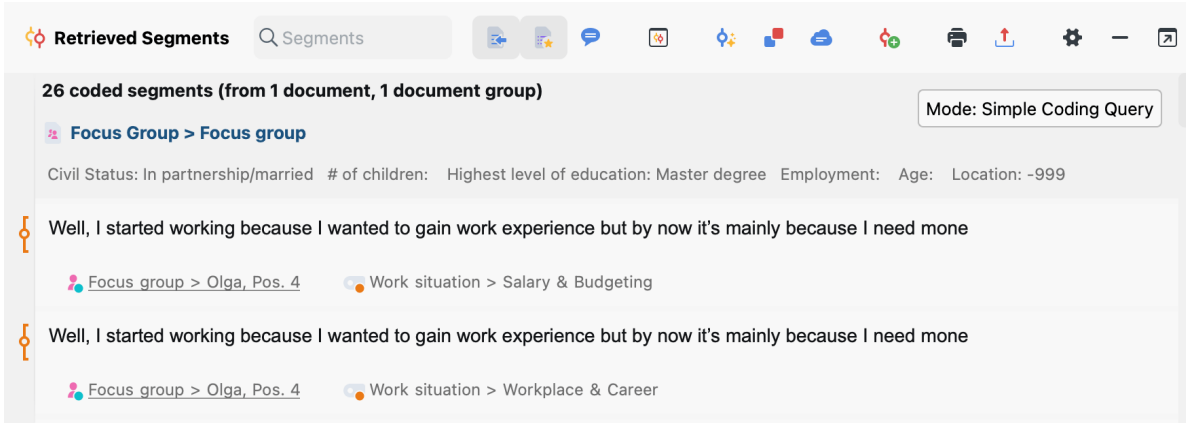 Retrieved Segments
Segments
26 coded segments (from 1 document, 1 document group)
Mode: Simple Coding Query
Focus Group > Focus group
Civil Status: In partnership/married # of children: Highest level of education: Master degree Employment: Age: Location: -999
Well, I started working because I wanted to gain work experience but by now it’s mainly because I need mone
Focus group > Olga, Pos. 4 Work situation > Salary & Budgeting
Well, I started working because I wanted to gain work experience but by now it’s mainly because I need mone
Focus group > Olga, Pos. 4 Work situation > Workplace & Career